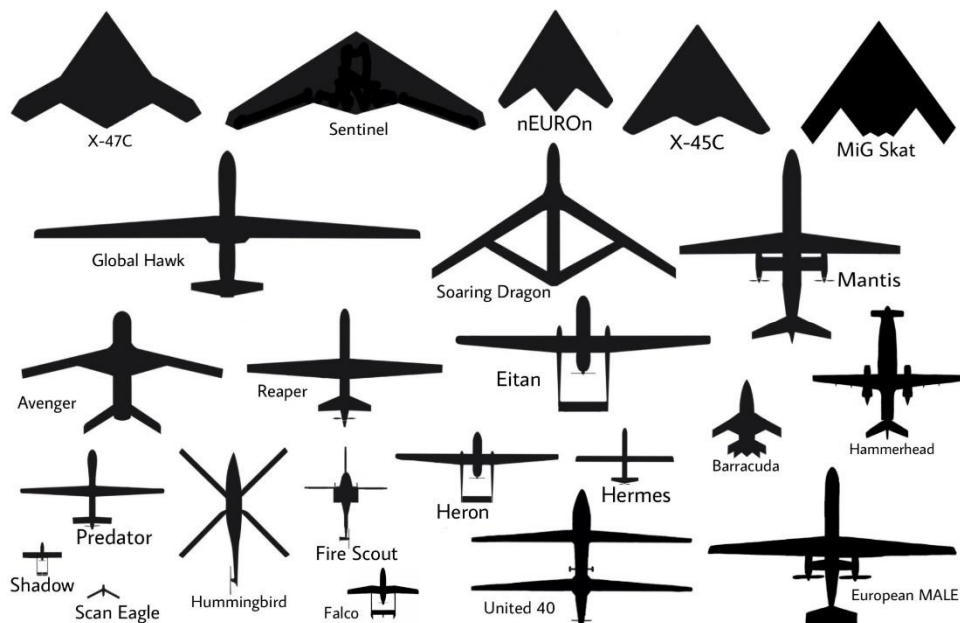 X-47C
Sentinel
nEUROn
X-45C
MiG Skat
Global Hawk
Soaring Dragon
Mantis
Avenger
Reaper
Eitan
Barracuda
Hammerhead
Predator
Hummingbird
Fire Scout
Heron
Hermes
Shadow
Scan Eagle
Falco
United 40
European MALE